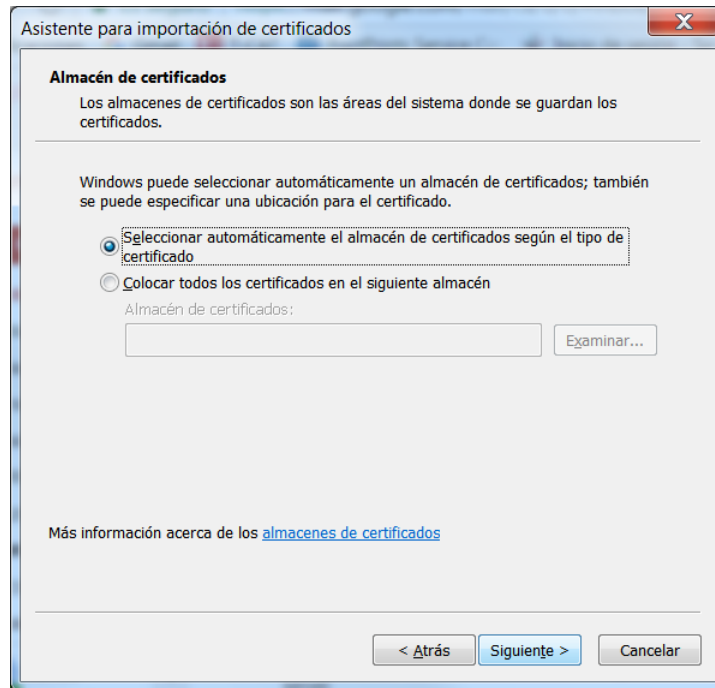 Asistente para importación de certificados
Almacén de certificados
Los almacenes de certificados son las áreas del sistema donde se guardan los
certificados.
Windows puede seleccionar automáticamente un almacén de certificados; también
se puede especificar una ubicación para el certificado.
Seleccionar automáticamente el almacén de certificados según el tipo de
certificado
Colocar todos los certificados en el siguiente almacén
Almacén de certificados:
Examinar...
Más información acerca de los almacenes de certificados
< Atrás
Siguiente >
Cancelar